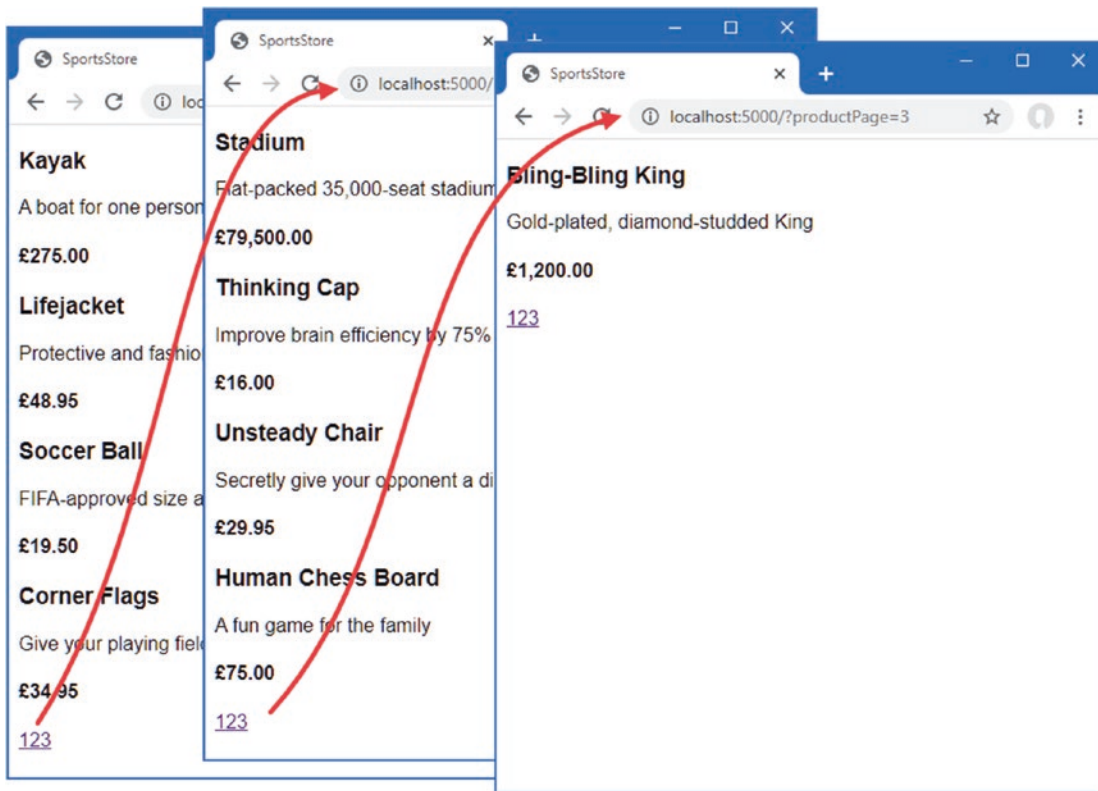 SportsStore
Kayak
A boat for one person
£275.00
Lifejacket
Protective and
£48.95
Soccer Ball
FIFA-approved size
£19.50
Corner Flags
Give your playing
£34.95
123
SportsStore
localhost:5000/
Stadium
Flat-packed 35,000-seat stadium
£79,500.00
Thinking Cap
Improve brain efficiency by 75%
£16.00
Unsteady Chair
Secretly give your opponent a
£29.95
Human Chess Board
A fun game for the family
£75.00
123
SportsStore
localhost:5000/?productPage=3
Bling-Bling King
Gold-plated, diamond-studded King
£1,200.00
123